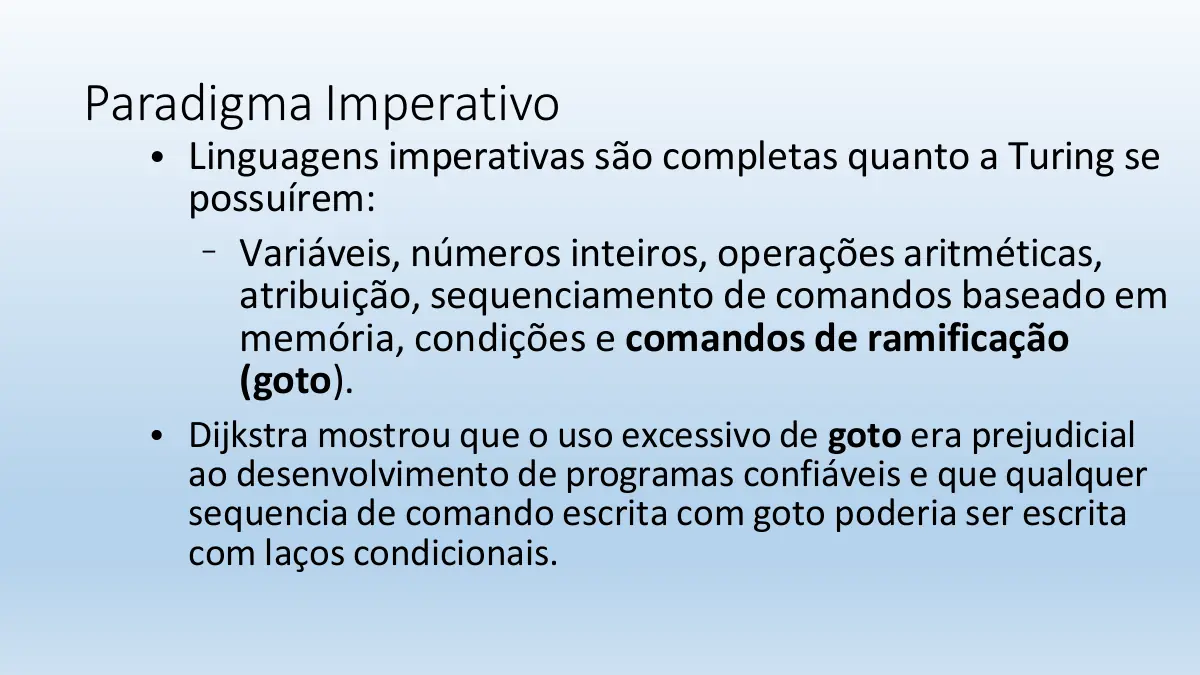 Paradigma Imperativo
• Linguagens imperativas são completas quanto a Turing se
possuírem:
– Variáveis, números inteiros, operações aritméticas,
atribuição, sequenciamento de comandos baseado em
memória, condições e comandos de ramificação
(goto).
• Dijkstra mostrou que o uso excessivo de goto era prejudicial
ao desenvolvimento de programas confiáveis e que qualquer
sequencia de comando escrita com goto poderia ser escrita
com laços condicionais.